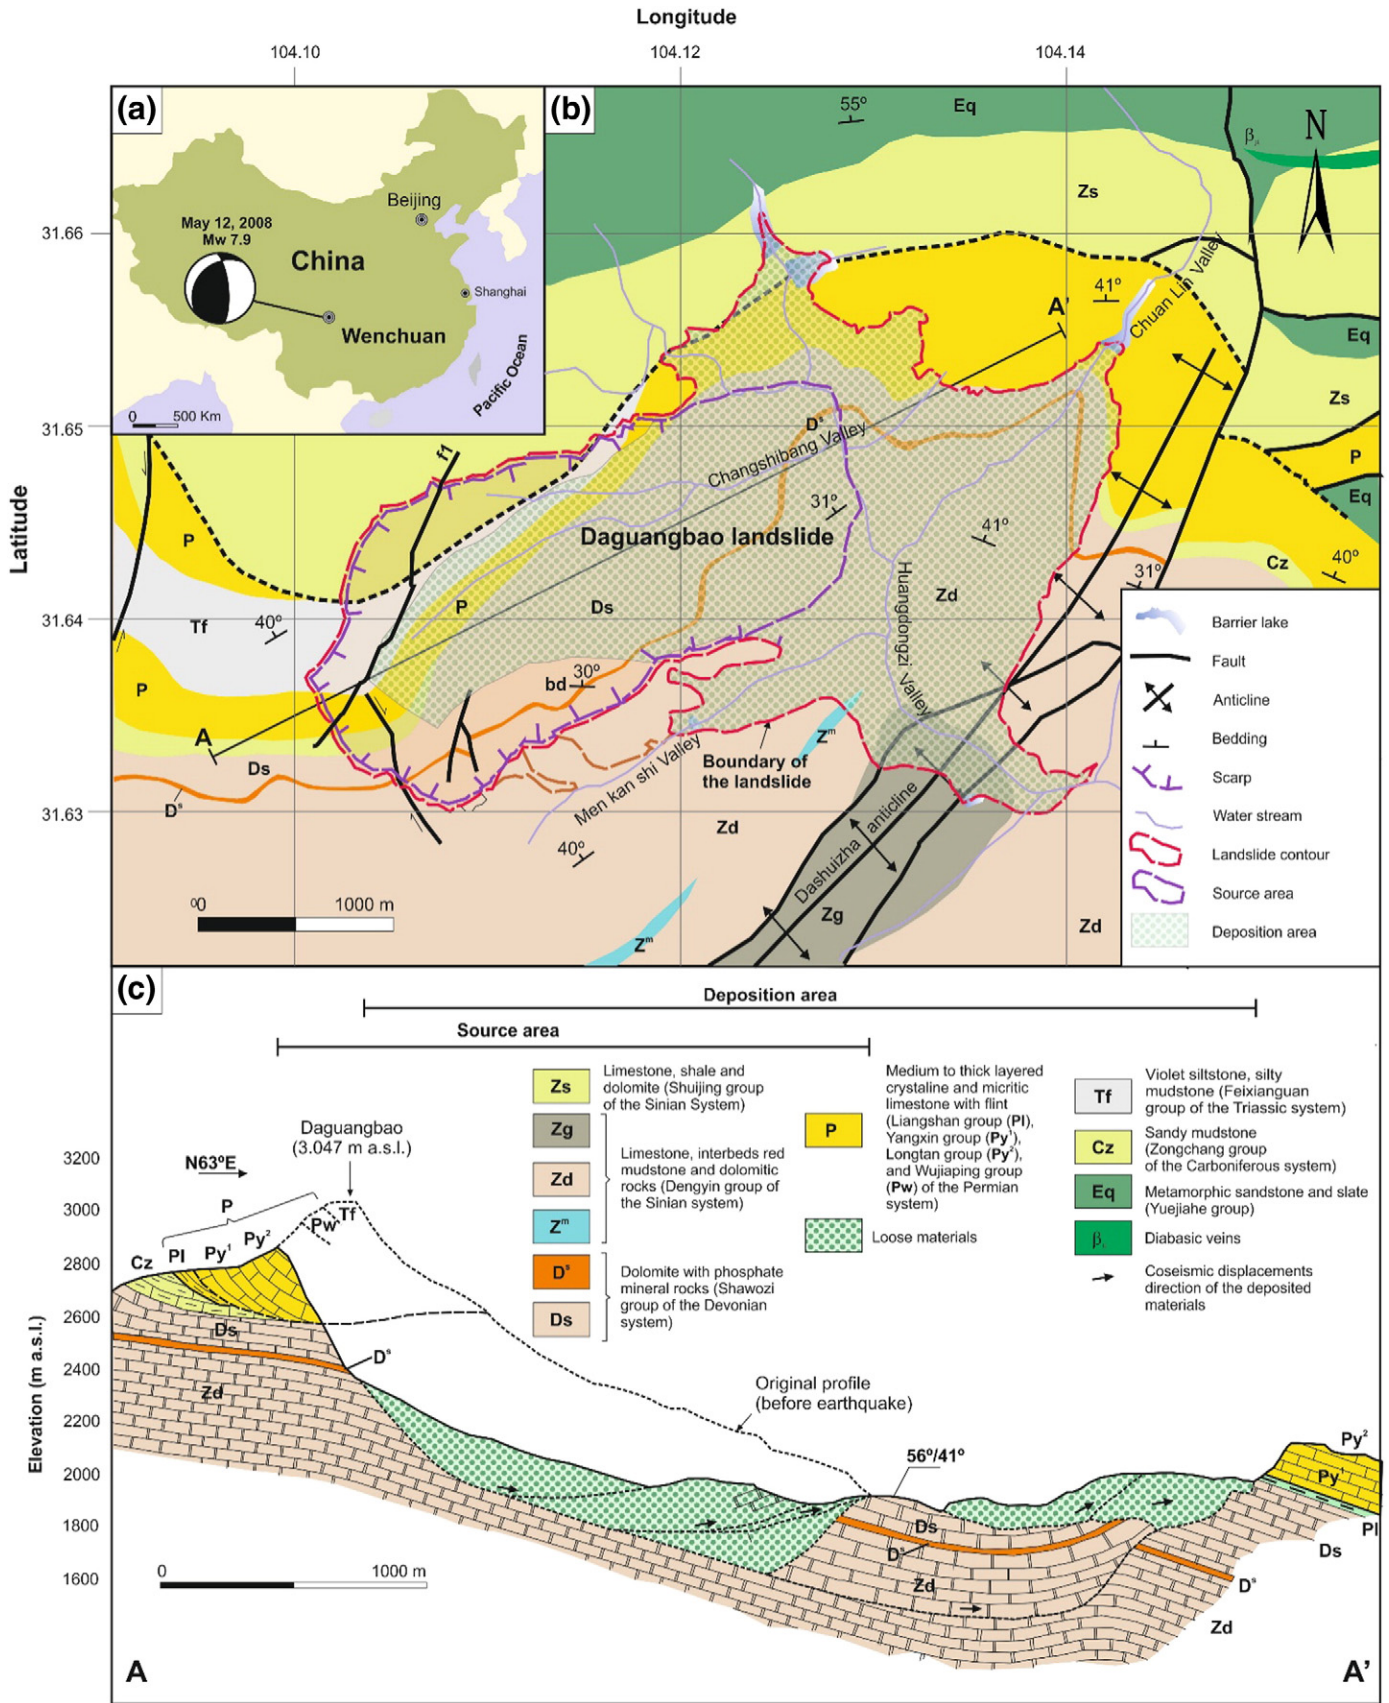 Longitude
104.10
104.12
104.14
Latitude
31.66
31.65
31.64
31.63
(a)
May 12, 2008
Mw 7.9
Beijing
China
Shanghai
Wenchuan
Pacific Ocean
0
500 Km
(b)
55º
Eq
β
N
Zs
41º
A'
Chuan Lin Valley
Eq
Zs
P
Eq
f1
Dˢ
Changshibang Valley
31º
Daguangbao landslide
41º
Cz
40º
31º
P
Tf
40º
P
Ds
Zd
Huangdongzi Valley
P
bd
30º
A
Ds
Dˢ
Men kan shi Valley
Boundary of
the landslide
Zᵐ
40º
Zd
Dashuizha anticline
Zg
Zᵐ
Zd
0
0
1000 m
Barrier lake
Fault
Anticline
Bedding
Scarp
Water stream
Landslide contour
Source area
Deposition area
(c)
Deposition area
Source area
Zs
Limestone, shale and
dolomite (Shuijing group
of the Sinian System)
Zg
Zd
Zᵐ
Limestone, interbeds red
mudstone and dolomitic
rocks (Dengyin group of
the Sinian system)
Dˢ
Ds
Dolomite with phosphate
mineral rocks (Shawozi
group of the Devonian
system)
P
Medium to thick layered
crystaline and micritic
limestone with flint
(Liangshan group (Pl),
Yangxin group (Py¹),
Longtan group (Py²),
and Wujiaping group
(Pw) of the Permian
system)
Loose materials
Tf
Violet siltstone, silty
mudstone (Feixianguan
group of the Triassic system)
Cz
Sandy mudstone
(Zongchang group
of the Carboniferous system)
Eq
Metamorphic sandstone and slate
(Yuejiahe group)
β
Diabasic veins
Coseismic displacements
direction of the deposited
materials
Daguangbao
(3.047 m a.s.l.)
N63ºE
P
Pw
Tf
Cz
Pl
Py¹
Py²
Elevation (m a.s.l.)
3200
3000
2800
2600
2400
2200
2000
1800
1600
Ds
Dˢ
Zd
Original profile
(before earthquake)
56º/41º
Ds
Dˢ
Zd
Py²
Py¹
Pl
Ds
Dˢ
Zd
0
1000 m
A
A'